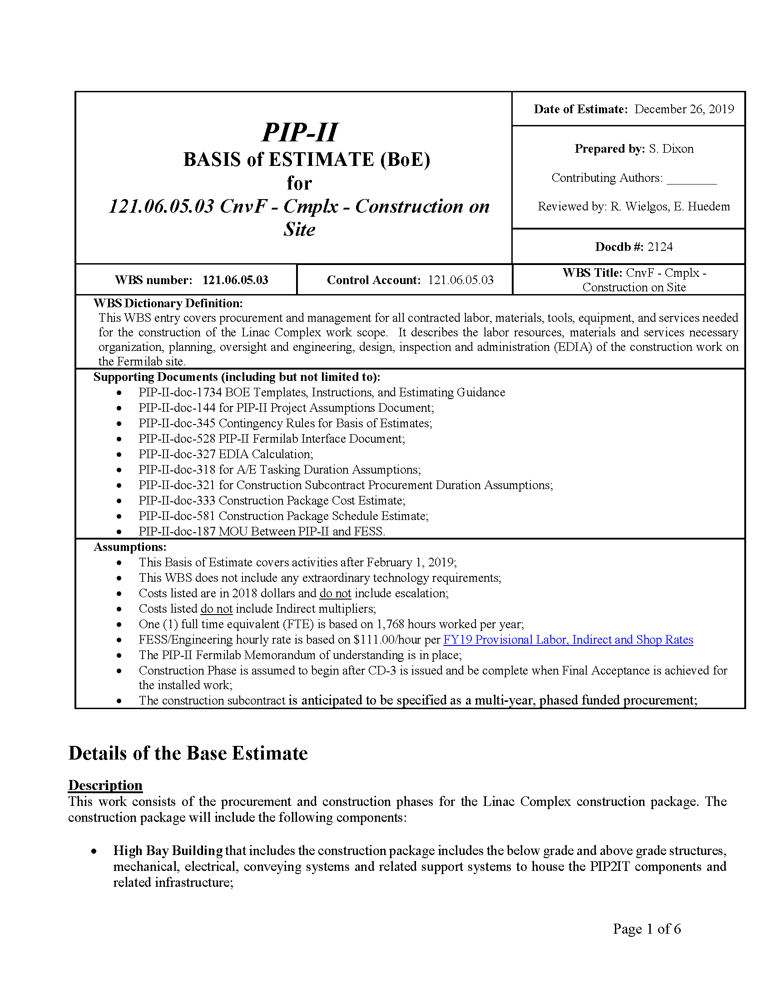 PIP-II
BASIS of ESTIMATE (BoE)
for
121.06.05.03 CnvF - Cmplx - Construction on
Site
Date of Estimate: December 26, 2019
Prepared by: S. Dixon
Contributing Authors: ________
Reviewed by: R. Wielgos, E. Huedem
Docdb #: 2124
WBS number: 121.06.05.03
Control Account: 121.06.05.03
WBS Title: CnvF - Cmplx -
Construction on Site
WBS Dictionary Definition:
This WBS entry covers procurement and management for all contracted labor, materials, tools, equipment, and services needed
for the construction of the Linac Complex work scope. It describes the labor resources, materials and services necessary
organization, planning, oversight and engineering, design, inspection and administration (EDIA) of the construction work on
the Fermilab site.
Supporting Documents (including but not limited to):
• PIP-II-doc-1734 BOE Templates, Instructions, and Estimating Guidance
• PIP-II-doc-144 for PIP-II Project Assumptions Document;
• PIP-II-doc-345 Contingency Rules for Basis of Estimates;
• PIP-II-doc-528 PIP-II Fermilab Interface Document;
• PIP-II-doc-327 EDIA Calculation;
• PIP-II-doc-318 for A/E Tasking Duration Assumptions;
• PIP-II-doc-321 for Construction Subcontract Procurement Duration Assumptions;
• PIP-II-doc-333 Construction Package Cost Estimate;
• PIP-II-doc-581 Construction Package Schedule Estimate;
• PIP-II-doc-187 MOU Between PIP-II and FESS.
Assumptions:
• This Basis of Estimate covers activities after February 1, 2019;
• This WBS does not include any extraordinary technology requirements;
• Costs listed are in 2018 dollars and do not include escalation;
• Costs listed do not include Indirect multipliers;
• One (1) full time equivalent (FTE) is based on 1,768 hours worked per year;
• FESS/Engineering hourly rate is based on $111.00/hour per FY19 Provisional Labor, Indirect and Shop Rates
• The PIP-II Fermilab Memorandum of understanding is in place;
• Construction Phase is assumed to begin after CD-3 is issued and be complete when Final Acceptance is achieved for
the installed work;
• The construction subcontract is anticipated to be specified as a multi-year, phased funded procurement;
Details of the Base Estimate
Description
This work consists of the procurement and construction phases for the Linac Complex construction package. The
construction package will include the following components:
• High Bay Building that includes the construction package includes the below grade and above grade structures,
mechanical, electrical, conveying systems and related support systems to house the PIP2IT components and
related infrastructure;
Page 1 of 6